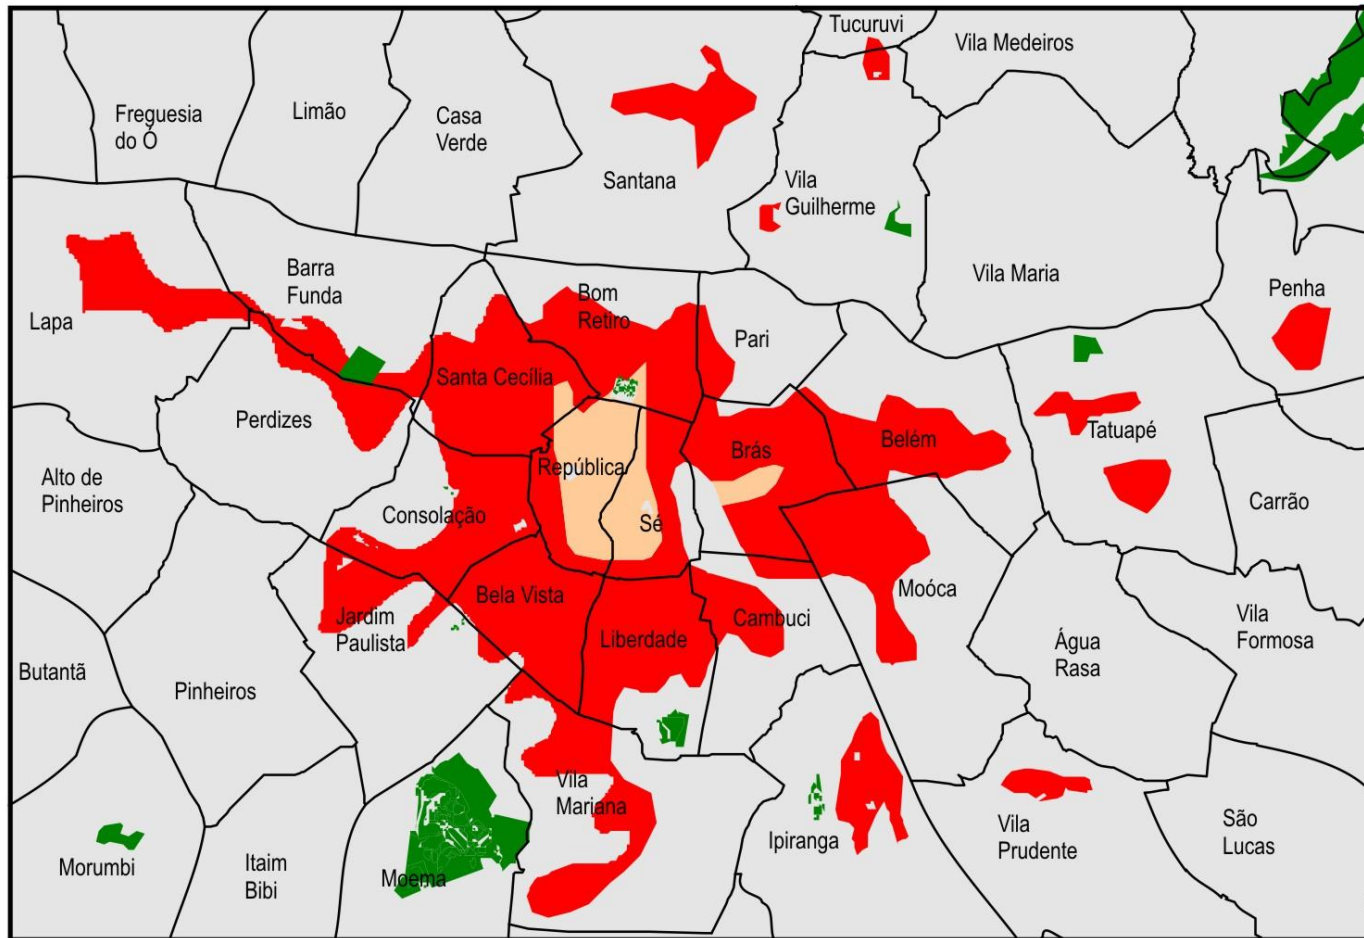 Tucuruvi
Vila Medeiros
Freguesia
do Ó
Limão
Casa
Verde
Santana
Vila
Guilherme
Vila Maria
Penha
Lapa
Barra
Funda
Bom
Retiro
Pari
Santa Cecília
Perdizes
República
Brás
Belém
Tatuapé
Alto de
Pinheiros
Consolação
Sé
Carrão
Bela Vista
Jardim
Paulista
Liberdade
Cambuci
Moóca
Água
Rasa
Vila
Formosa
Butantã
Pinheiros
Morumbi
Itaim
Bibi
Moema
Vila
Mariana
Ipiranga
Vila
Prudente
São
Lucas